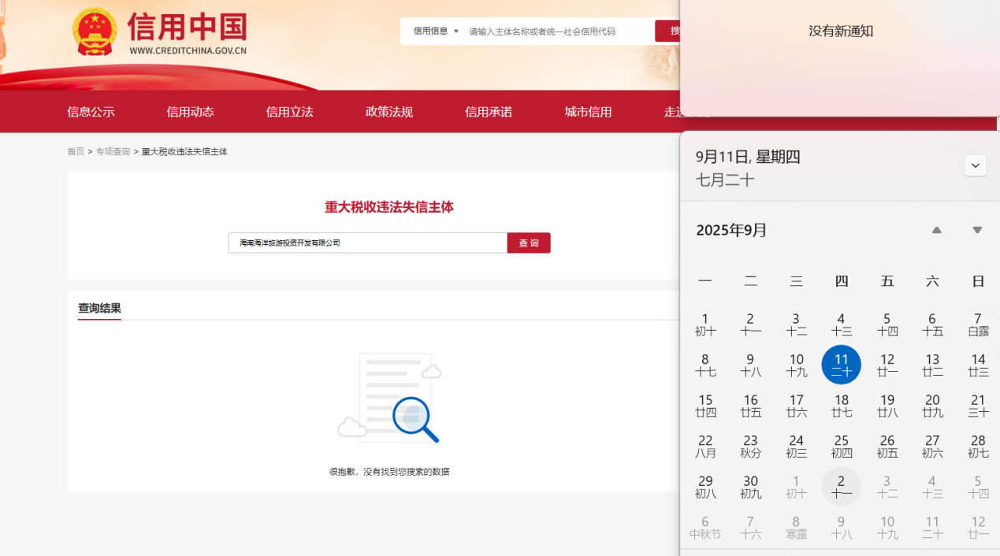 信用中国
WWW.CREDITCHINA.GOV.CN
信用信息 请输入主体名称或者统一社会信用代码 搜
没有新通知
信息公示 信用动态 信用立法 政策法规 信用承诺 城市信用 走进
首页 > 专项查询 > 重大税收违法失信主体
重大税收违法失信主体
海南海洋旅游投资开发有限公司 查 询
查询结果
很抱歉，没有找到您搜索的数据
9月11日, 星期四
七月二十
2025年9月
一 二 三 四 五 六 日
1 2 3 4 5 6 7
初十 十一 十二 十三 十四 十五 白露
8 9 10 11 12 13 14
十七 十八 十九 二十 廿一 廿二 廿三
15 16 17 18 19 20 21
廿四 廿五 廿六 廿七 廿八 廿九 三十
22 23 24 25 26 27 28
八月 秋分 初三 初四 初五 初六 初七
29 30 1 2 3 4 5
初八 初九 初十 十一 十二 十三 十四
6 7 8 9 10 11 12
中秋节 十六 寒露 十八 十九 二十 廿一